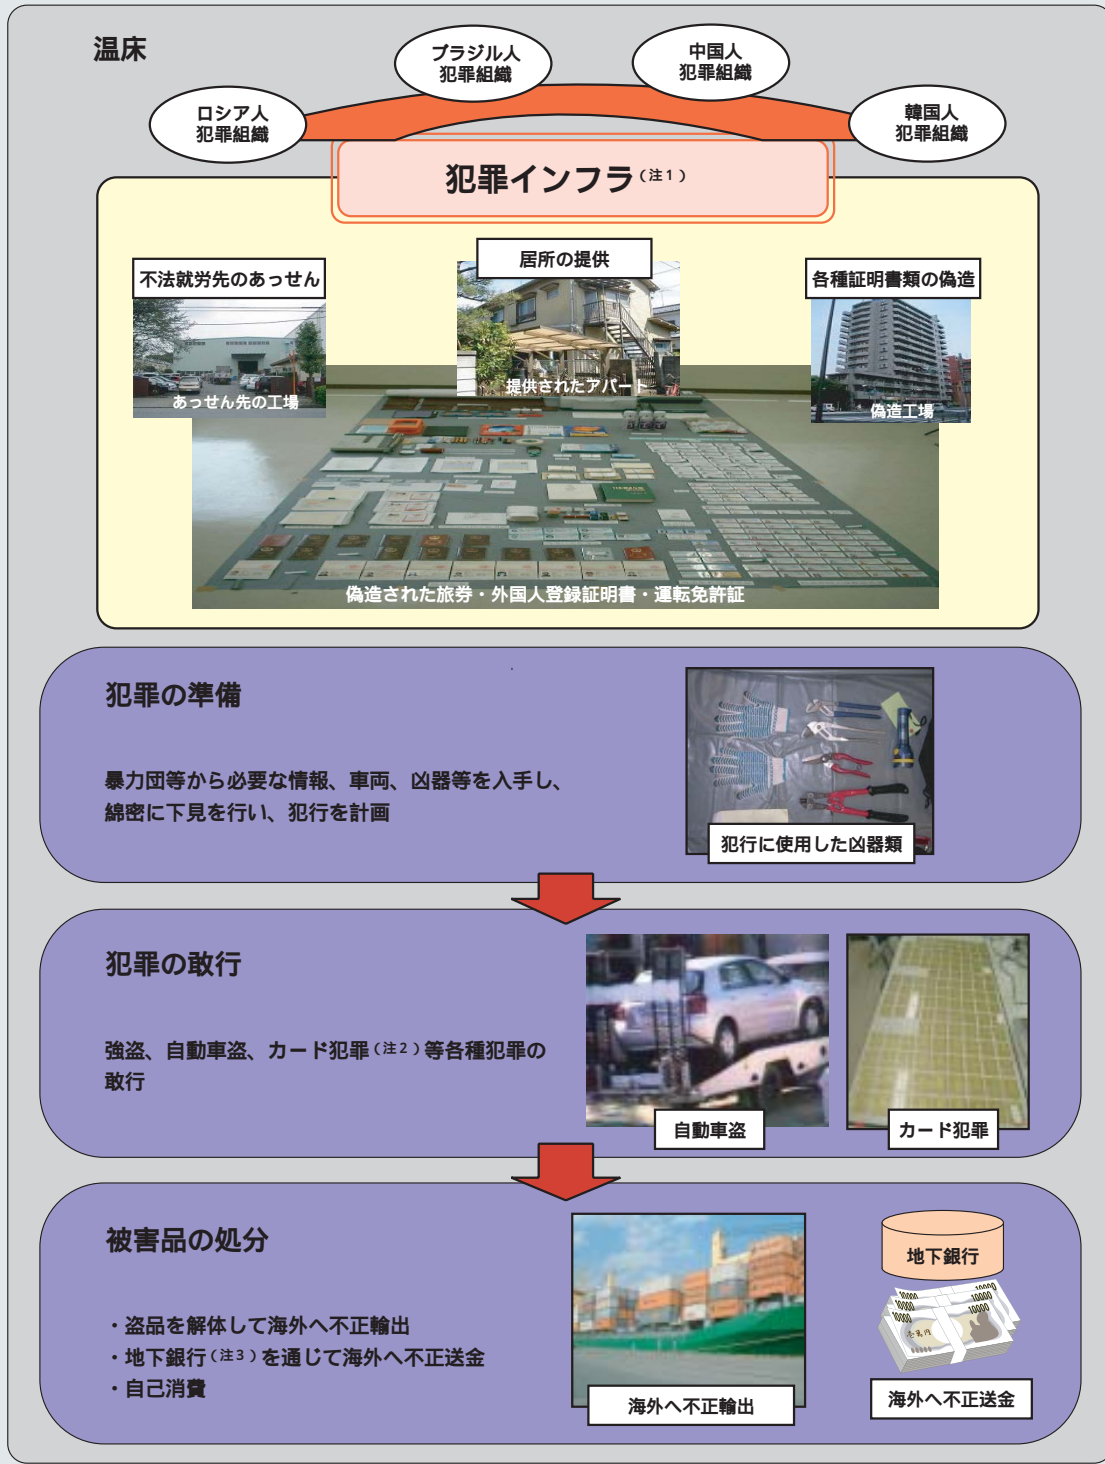 温床
ブラジル人
犯罪組織
中国人
犯罪組織
ロシア人
犯罪組織
韓国人
犯罪組織
犯罪インフラ(注1)
不法就労先のあっせん
居所の提供
各種証明書類の偽造
あっせん先の工場
提供されたアパート
偽造工場
偽造された旅券・外国人登録証明書・運転免許証
犯罪の準備
暴力団等から必要な情報、車両、凶器等を入手し、
綿密に下見を行い、犯行を計画
犯行に使用した凶器類
犯罪の敢行
強盗、自動車盗、カード犯罪(注2)等各種犯罪の
敢行
自動車盗
カード犯罪
被害品の処分
・盗品を解体して海外へ不正輸出
・地下銀行(注3)を通じて海外へ不正送金
・自己消費
海外へ不正輸出
地下銀行
10000
10000
10000
10000
10000
壱万円
海外へ不正送金